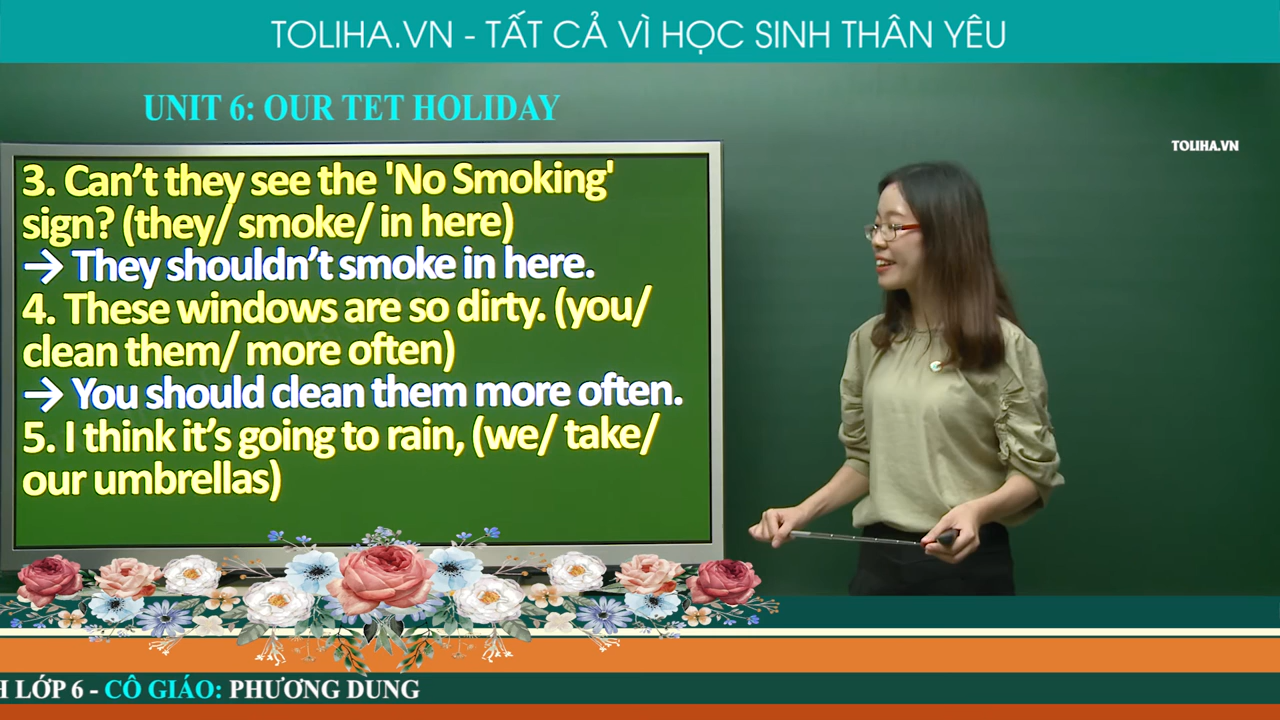 TOLIHA.VN - TẤT CẢ VÌ HỌC SINH THÂN YÊU
UNIT 6: OUR TET HOLIDAY
TOLIHA.VN
3. Can’t they see the 'No Smoking'
sign? (they/ smoke/ in here)
→ They shouldn’t smoke in here.
4. These windows are so dirty. (you/
clean them/ more often)
→ You should clean them more often.
5. I think it’s going to rain, (we/ take/
our umbrellas)
H LỚP 6 - CÔ GIÁO: PHƯƠNG DUNG